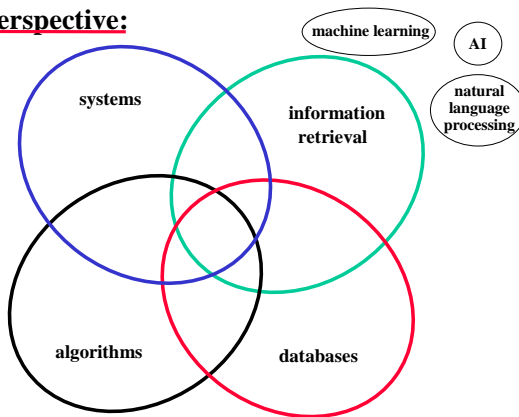 erspective:
machine learning
AI
systems
information
retrieval
natural
language
processing
algorithms
databases